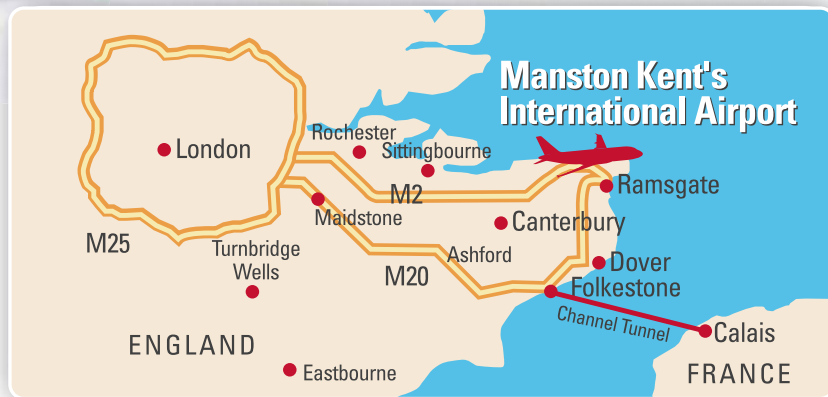 Manston Kent's
International Airport
Rochester
London
Sittingbourne
M2
Ramsgate
Maidstone
Canterbury
M25
Turnbridge
Wells
Ashford
M20
Dover
Folkestone
Channel Tunnel
Calais
ENGLAND
Eastbourne
FRANCE